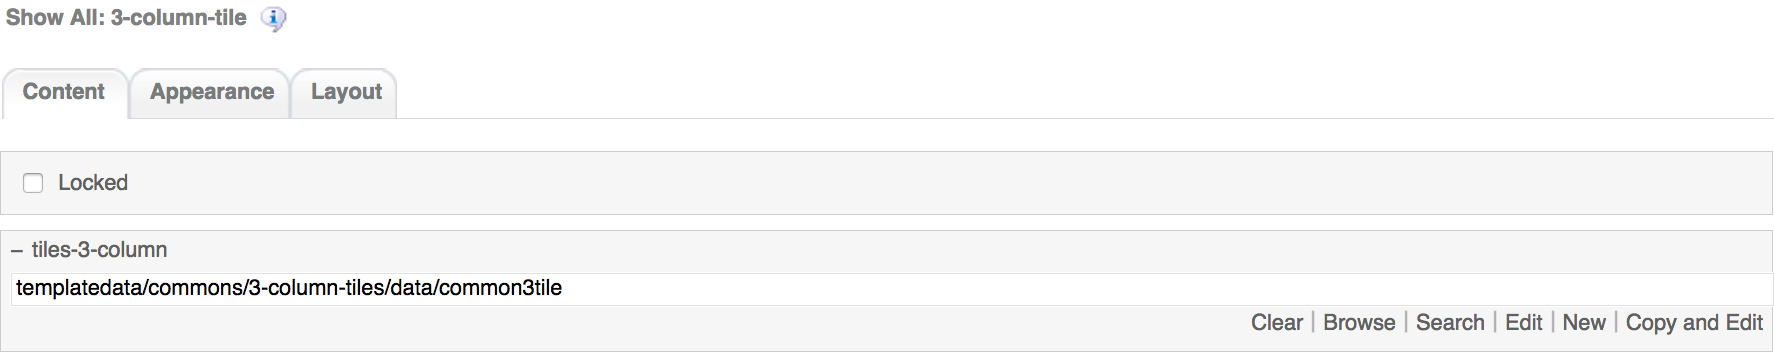 Show All: 3-column-tile
Content Appearance Layout
Locked
– tiles-3-column
templatedata/commons/3-column-tiles/data/common3tile
Clear | Browse | Search | Edit | New | Copy and Edit